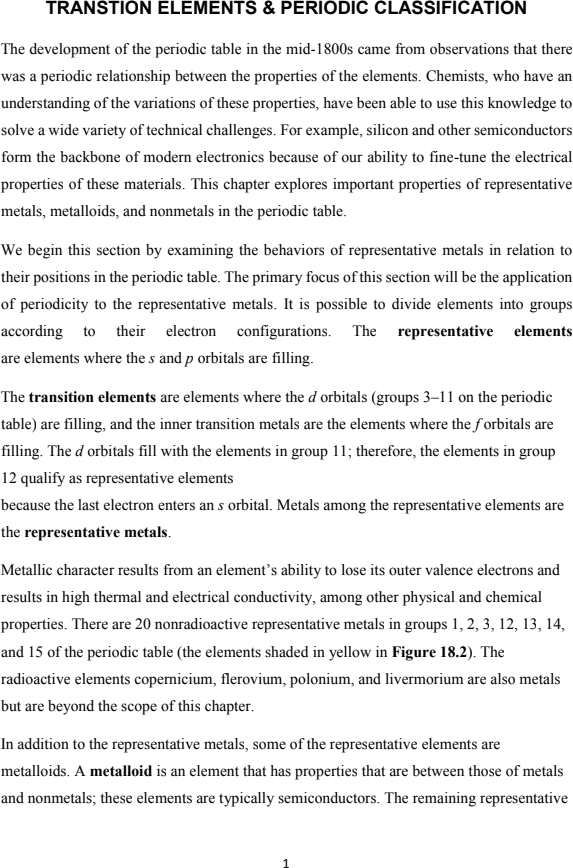 TRANSTION ELEMENTS & PERIODIC CLASSIFICATION
The development of the periodic table in the mid-1800s came from observations that there
was a periodic relationship between the properties of the elements. Chemists, who have an
understanding of the variations of these properties, have been able to use this knowledge to
solve a wide variety of technical challenges. For example, silicon and other semiconductors
form the backbone of modern electronics because of our ability to fine-tune the electrical
properties of these materials. This chapter explores important properties of representative
metals, metalloids, and nonmetals in the periodic table.
We begin this section by examining the behaviors of representative metals in relation to
their positions in the periodic table. The primary focus of this section will be the application
of periodicity to the representative metals. It is possible to divide elements into groups
according to their electron configurations. The representative elements
are elements where the s and p orbitals are filling.
The transition elements are elements where the d orbitals (groups 3–11 on the periodic
table) are filling, and the inner transition metals are the elements where the f orbitals are
filling. The d orbitals fill with the elements in group 11; therefore, the elements in group
12 qualify as representative elements
because the last electron enters an s orbital. Metals among the representative elements are
the representative metals.
Metallic character results from an element’s ability to lose its outer valence electrons and
results in high thermal and electrical conductivity, among other physical and chemical
properties. There are 20 nonradioactive representative metals in groups 1, 2, 3, 12, 13, 14,
and 15 of the periodic table (the elements shaded in yellow in Figure 18.2). The
radioactive elements copernicium, flerovium, polonium, and livermorium are also metals
but are beyond the scope of this chapter.
In addition to the representative metals, some of the representative elements are
metalloids. A metalloid is an element that has properties that are between those of metals
and nonmetals; these elements are typically semiconductors. The remaining representative
1